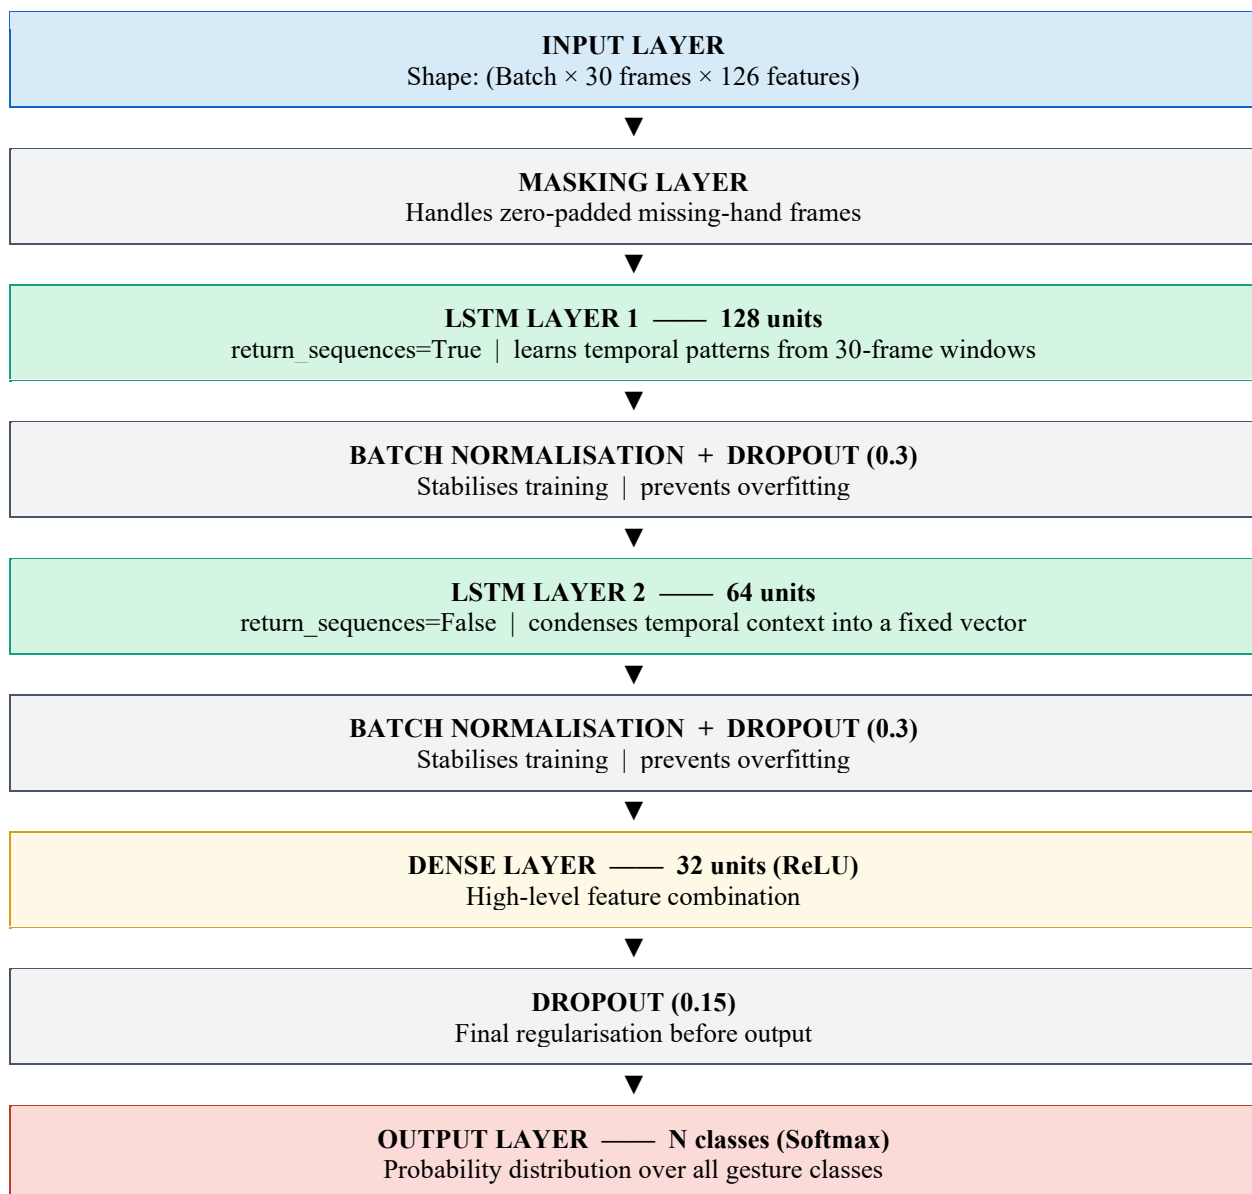 INPUT LAYER
Shape: (Batch × 30 frames × 126 features)
▼
MASKING LAYER
Handles zero-padded missing-hand frames
▼
LSTM LAYER 1 —— 128 units
return_sequences=True | learns temporal patterns from 30-frame windows
▼
BATCH NORMALISATION + DROPOUT (0.3)
Stabilises training | prevents overfitting
▼
LSTM LAYER 2 —— 64 units
return_sequences=False | condenses temporal context into a fixed vector
▼
BATCH NORMALISATION + DROPOUT (0.3)
Stabilises training | prevents overfitting
▼
DENSE LAYER —— 32 units (ReLU)
High-level feature combination
▼
DROPOUT (0.15)
Final regularisation before output
▼
OUTPUT LAYER —— N classes (Softmax)
Probability distribution over all gesture classes